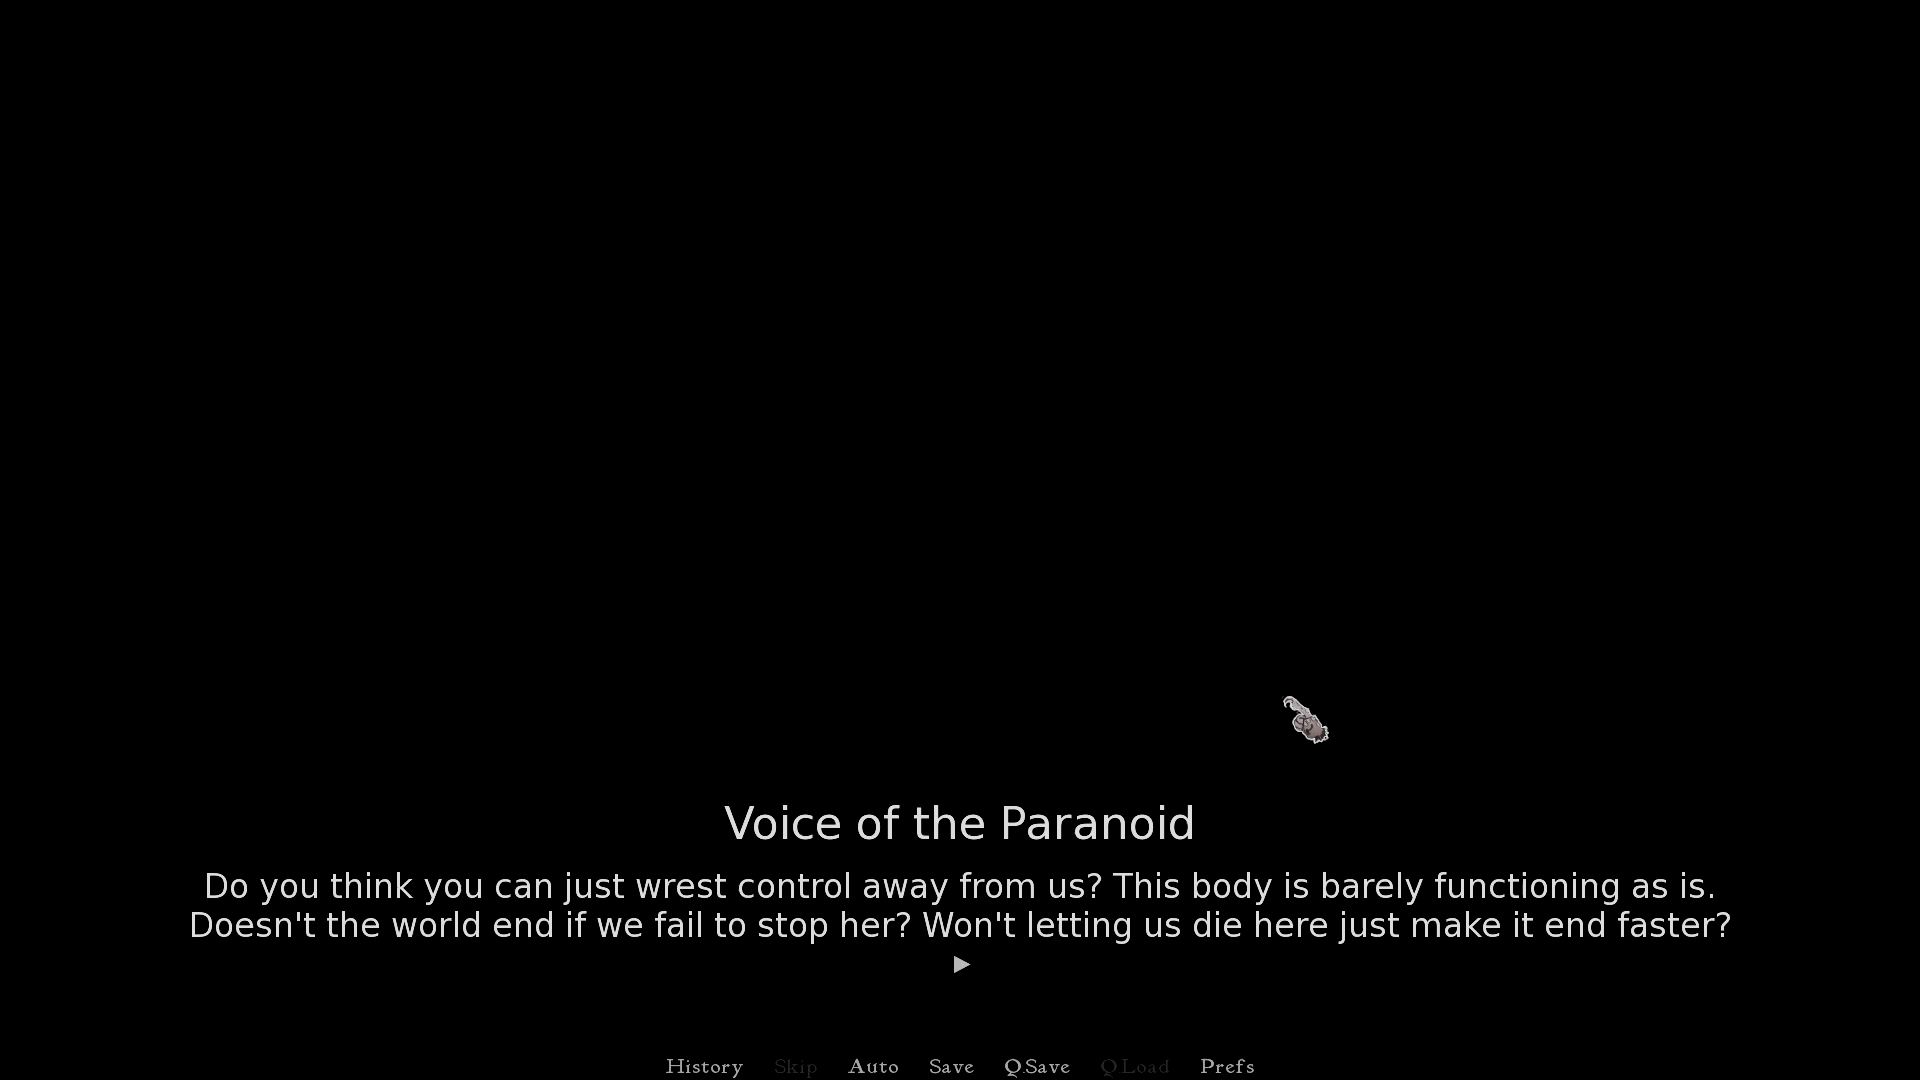 Voice of the Paranoid
Do you think you can just wrest control away from us? This body is barely functioning as is.
Doesn't the world end if we fail to stop her? Won't letting us die here just make it end faster?
History Skip Auto Save Q.Save Q.Load Prefs